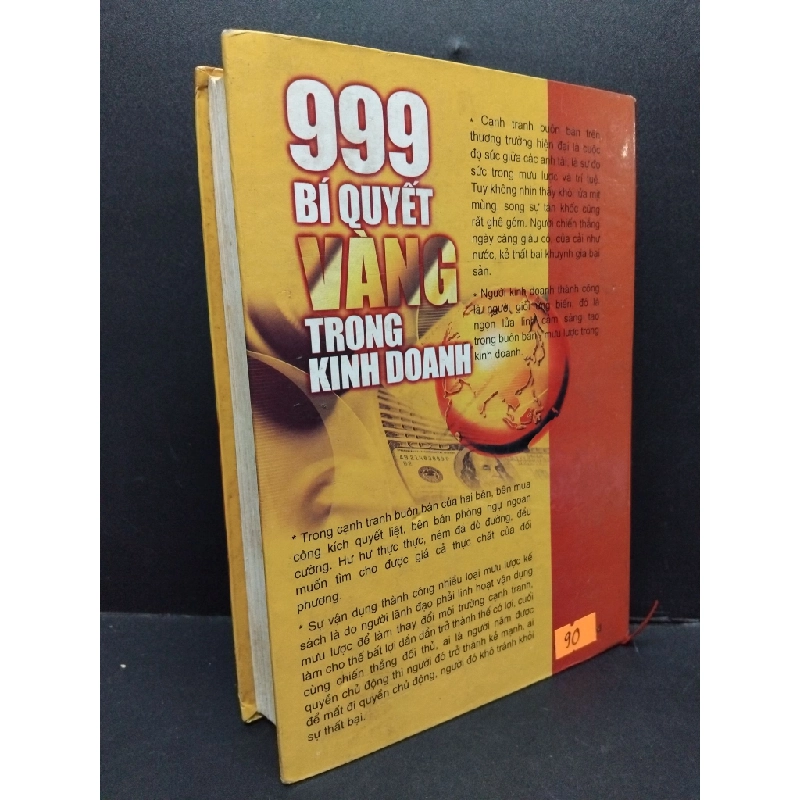 999
BÍ QUYẾT
VÀNG
TRONG
KINH DOANH
* Cạnh tranh buôn bán trên
thương trường hiện đại là cuộc
đọ sức giữa các anh tài, là sự đọ
sức trong mưu lược và trí tuệ.
Tuy không nhìn thấy khói lửa mịt
mùng, song sự tàn khốc cũng
rất ghê gớm. Người chiến thắng
ngày càng giàu có, của cải như
nước, kẻ thất bại khuynh gia bại
sản.
* Người kinh doanh thành công
là người giỏi ứng biến, đó là
ngọn lửa linh cảm sáng tạo
trong buôn bán, mưu lược trong
kinh doanh.
* Trong cạnh tranh buôn bán của hai bên, bên mua
công kích quyết liệt, bên bán phòng ngự ngoan
cường. Hư hư thực thực, ném đá dò đường, đều
muốn tìm cho được giá cả thực chất của đối
phương.
* Sự vận dụng thành công nhiều loại mưu lược kế
sách là do người lãnh đạo phải linh hoạt vận dụng
mưu lược để làm thay đổi môi trường cạnh tranh,
làm cho thế bất lợi dần dần trở thành thế có lợi, cuối
cùng chiến thắng đối thủ, ai là người nắm được
quyền chủ động thì người đó trở thành kẻ mạnh, ai
để mất đi quyền chủ động, người đó khó tránh khỏi
sự thất bại.
90